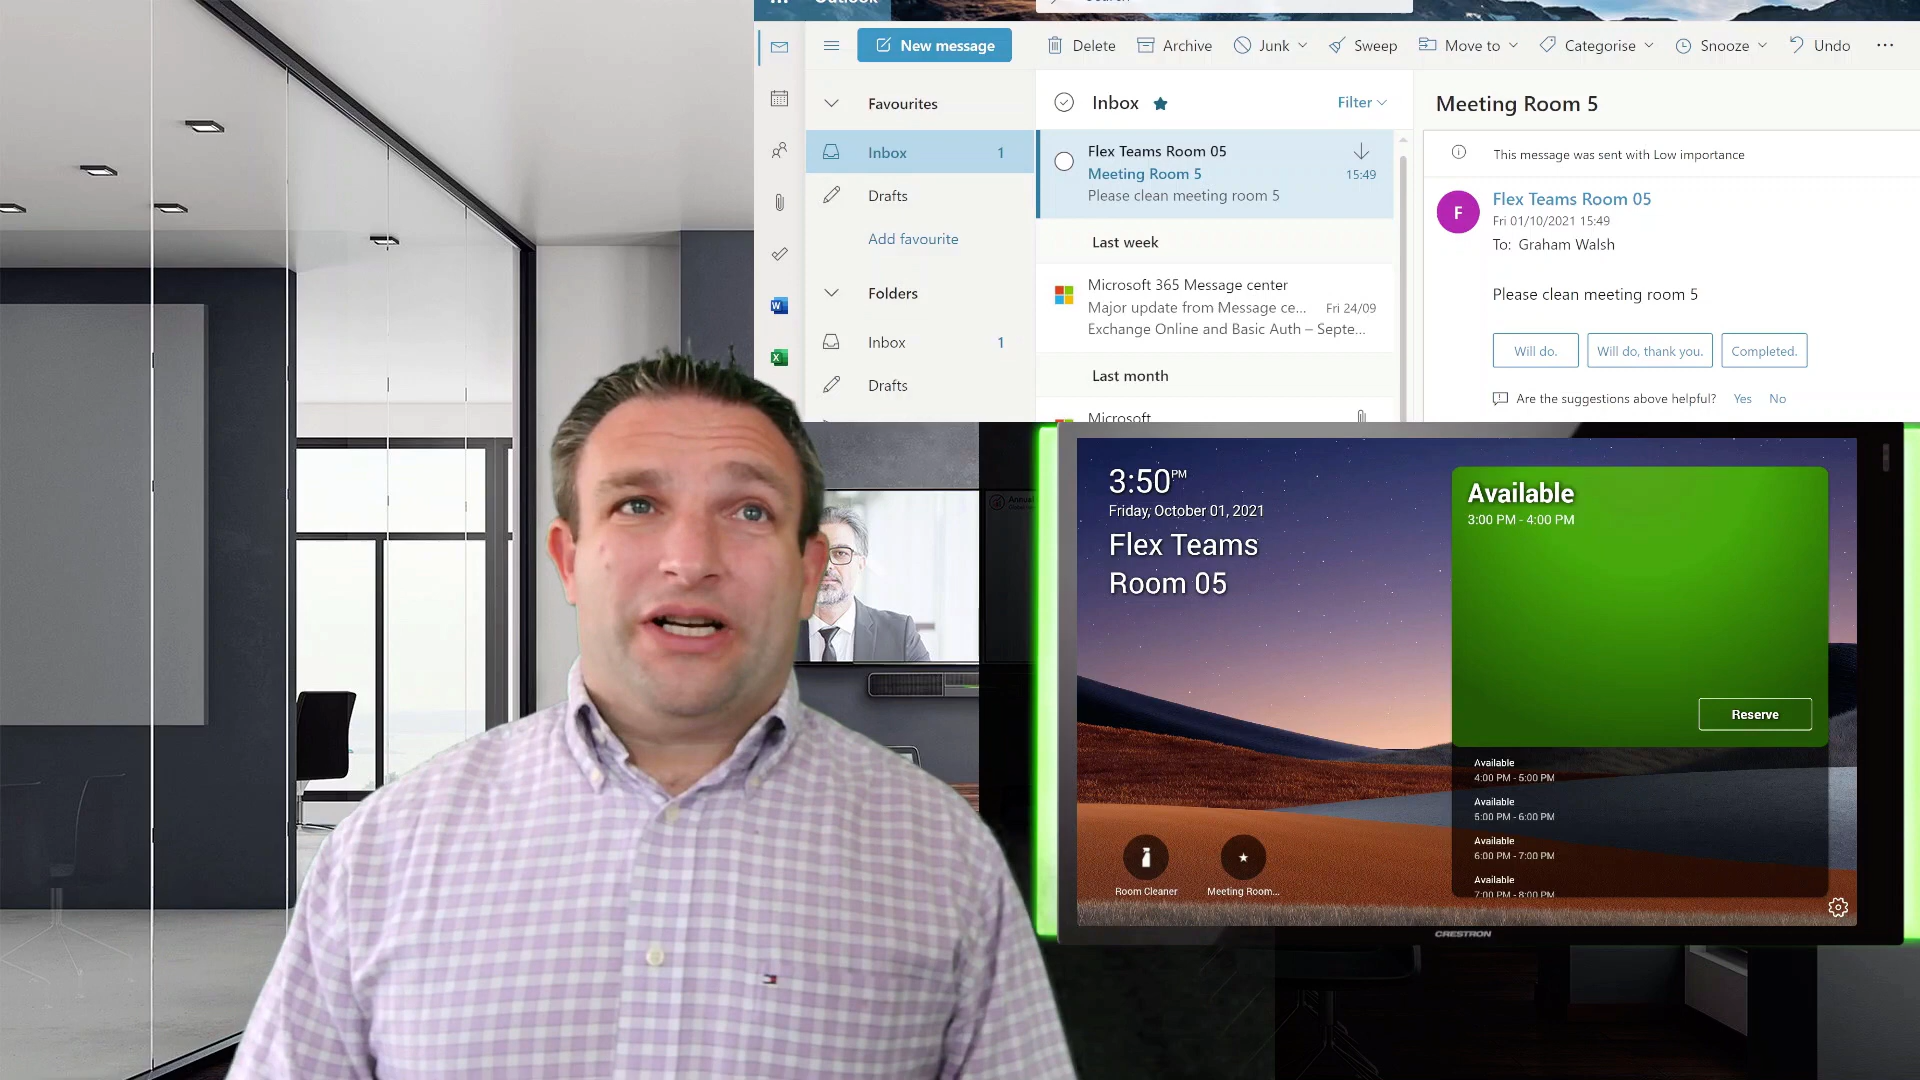 Outlook
New message
Delete
Archive
Junk
Sweep
Move to
Categorise
Snooze
Undo
Favourites
Inbox 1
Drafts
Add favourite
Folders
Inbox 1
Drafts
Inbox
Filter
Flex Teams Room 05
Meeting Room 5 15:49
Please clean meeting room 5
Last week
Microsoft 365 Message center
Major update from Message ce... Fri 24/09
Exchange Online and Basic Auth – Septe...
Last month
Microsoft
Meeting Room 5
This message was sent with Low importance
F
Flex Teams Room 05
Fri 01/10/2021 15:49
To: Graham Walsh
Please clean meeting room 5
Will do.
Will do, thank you.
Completed.
Are the suggestions above helpful? Yes No
3:50PM
Friday, October 01, 2021
Flex Teams
Room 05
Available
3:00 PM - 4:00 PM
Reserve
Available
4:00 PM - 5:00 PM
Available
5:00 PM - 6:00 PM
Available
6:00 PM - 7:00 PM
Available
7:00 PM - 8:00 PM
Room Cleaner
Meeting Room...
CRESTRON